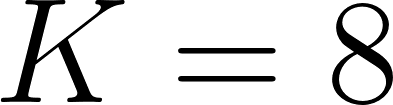 K = 8